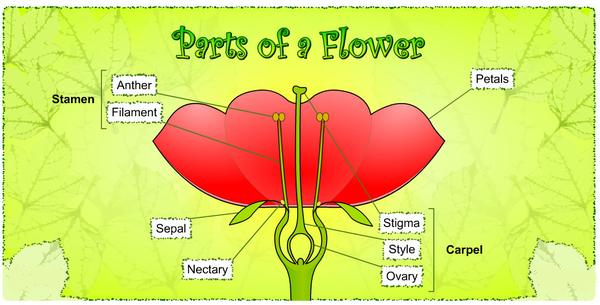 Parts of a Flower
Petals
Stamen
Anther
Filament
Sepal
Nectary
Stigma
Style
Ovary
Carpel